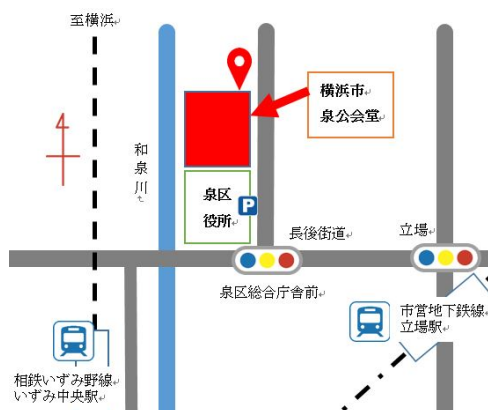 至横浜
横浜市
泉公会堂
和泉川
泉区
役所
P
長後街道
立場
泉区総合庁舎前
市営地下鉄線
立場駅
相鉄いずみ野線
いずみ中央駅